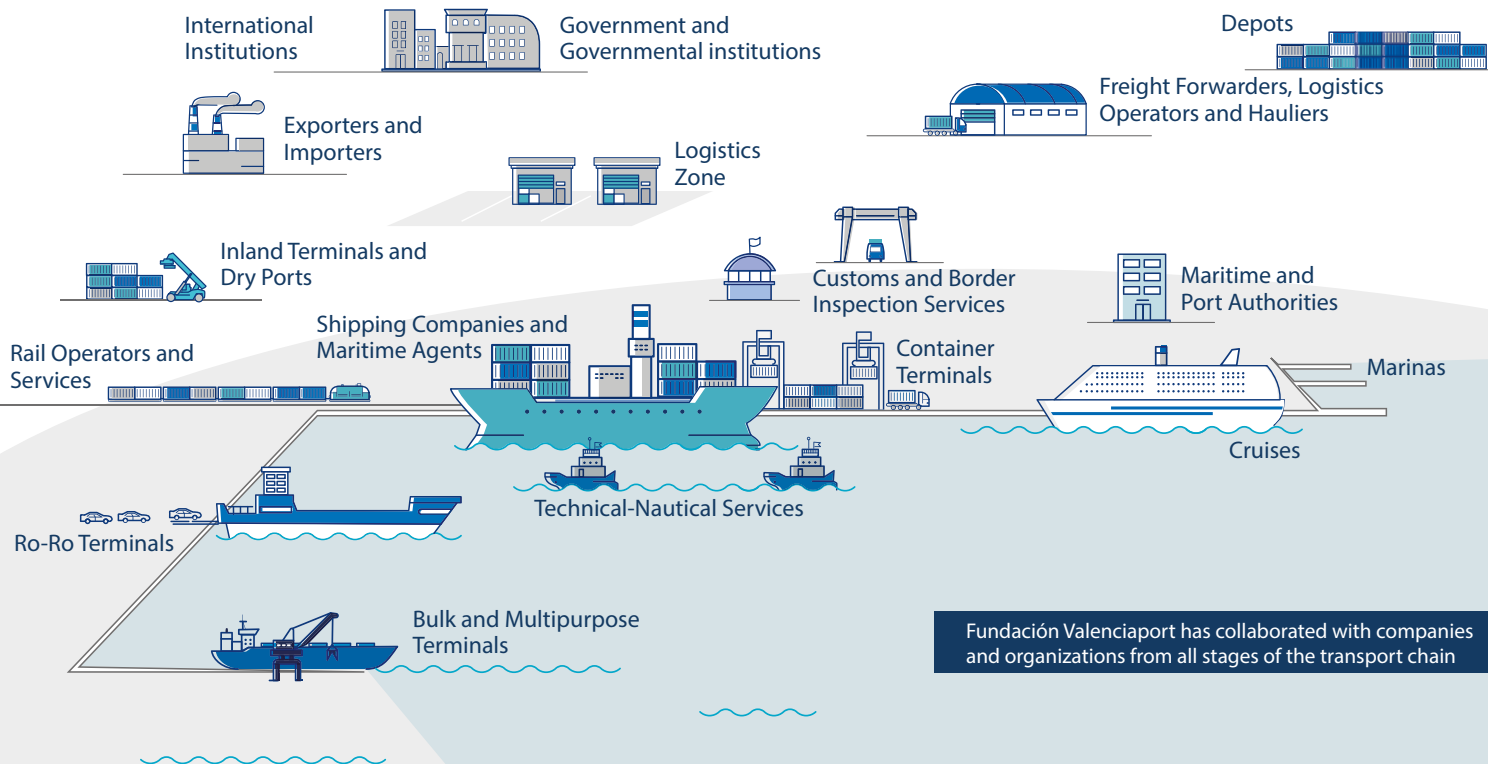 International
Institutions
Government and
Governmental institutions
Depots
Freight Forwarders, Logistics
Operators and Hauliers
Exporters and
Importers
Logistics
Zone
Inland Terminals and
Dry Ports
Customs and Border
Inspection Services
Maritime and
Port Authorities
Shipping Companies and
Maritime Agents
Rail Operators and
Services
Container
Terminals
Marinas
Cruises
Technical-Nautical Services
Ro-Ro Terminals
Bulk and Multipurpose
Terminals
Fundación Valenciaport has collaborated with companies
and organizations from all stages of the transport chain